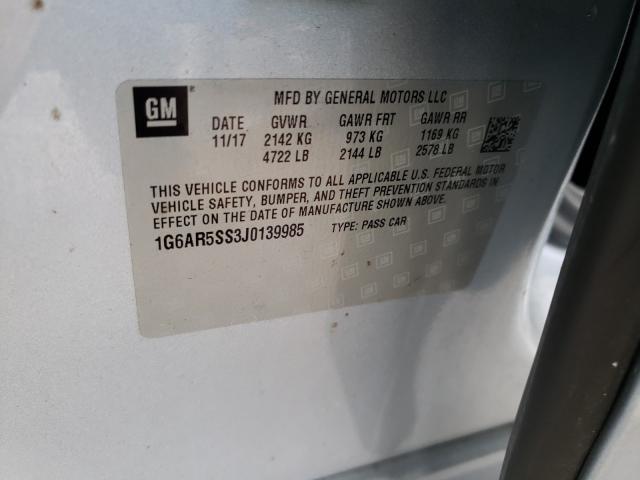 GM
MFD BY GENERAL MOTORS LLC
DATE GVWR GAWR FRT GAWR RR
11/17 2142 KG 973 KG 1169 KG
4722 LB 2144 LB 2578 LB
THIS VEHICLE CONFORMS TO ALL APPLICABLE U.S. FEDERAL MOTOR
VEHICLE SAFETY, BUMPER, AND THEFT PREVENTION STANDARDS IN
EFFECT ON THE DATE OF MANUFACTURE SHOWN ABOVE.
1G6AR5SS3J0139985 TYPE: PASS CAR